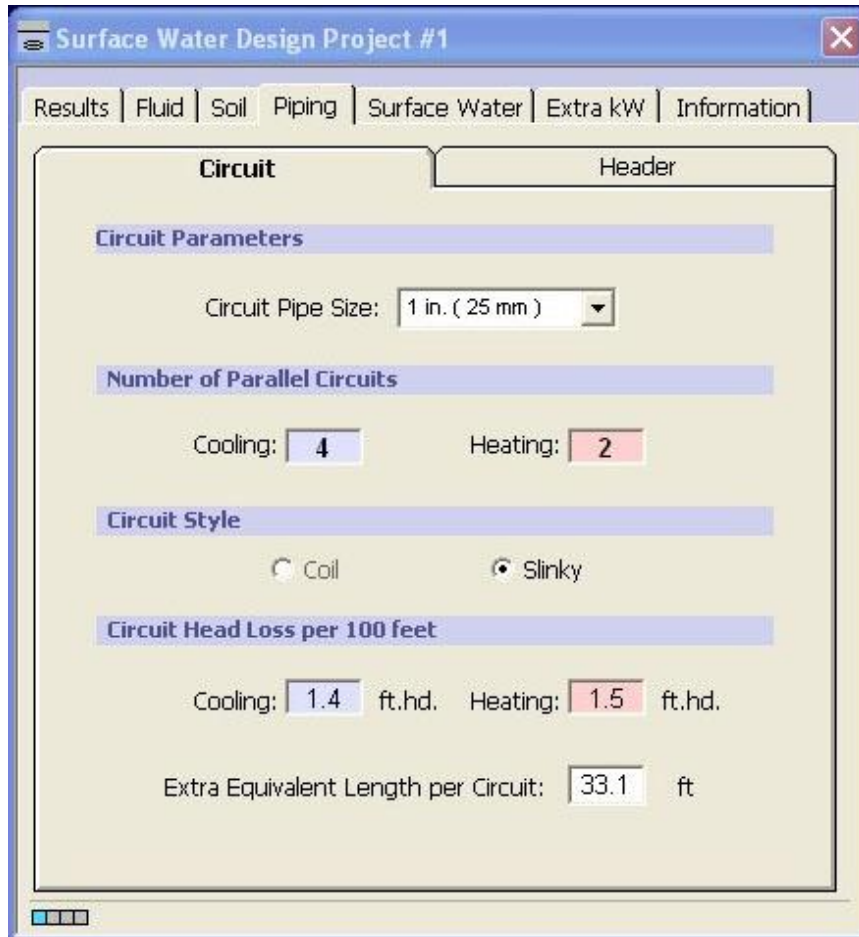 Surface Water Design Project #1
Results Fluid Soil Piping Surface Water Extra kW Information
Circuit Header
Circuit Parameters
Circuit Pipe Size: 1 in. ( 25 mm )
Number of Parallel Circuits
Cooling: 4 Heating: 2
Circuit Style
Coil Slinky
Circuit Head Loss per 100 feet
Cooling: 1.4 ft.hd. Heating: 1.5 ft.hd.
Extra Equivalent Length per Circuit: 33.1 ft